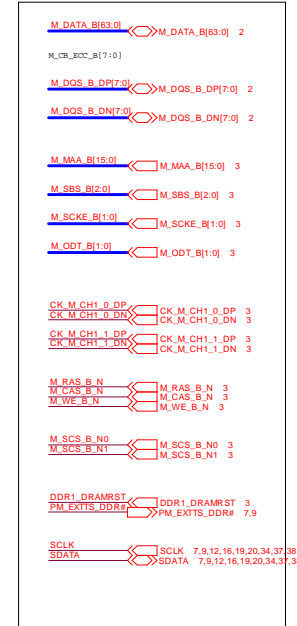 M_DATA_B[63:0] M_DATA_B[63:0] 2
M_CB_ECC_B[7:0]
M_DQS_B_DP[7:0] M_DQS_B_DP[7:0] 2
M_DQS_B_DN[7:0] M_DQS_B_DN[7:0] 2
M_MAA_B[15:0] M_MAA_B[15:0] 3
M_SBS_B[2:0] M_SBS_B[2:0] 3
M_SCKE_B[1:0] M_SCKE_B[1:0] 3
M_ODT_B[1:0] M_ODT_B[1:0] 3
CK_M_CH1_0_DP CK_M_CH1_0_DP 3
CK_M_CH1_0_DN CK_M_CH1_0_DN 3
CK_M_CH1_1_DP CK_M_CH1_1_DP 3
CK_M_CH1_1_DN CK_M_CH1_1_DN 3
M_RAS_B_N M_RAS_B_N 3
M_CAS_B_N M_CAS_B_N 3
M_WE_B_N M_WE_B_N 3
M_SCS_B_N0 M_SCS_B_N0 3
M_SCS_B_N1 M_SCS_B_N1 3
DDR1_DRAMRST DDR1_DRAMRST 3
PM_EXTTS_DDR# PM_EXTTS_DDR# 7,9
SCLK SCLK 7,9,12,16,19,20,34,37,38
SDATA SDATA 7,9,12,16,19,20,34,37,3